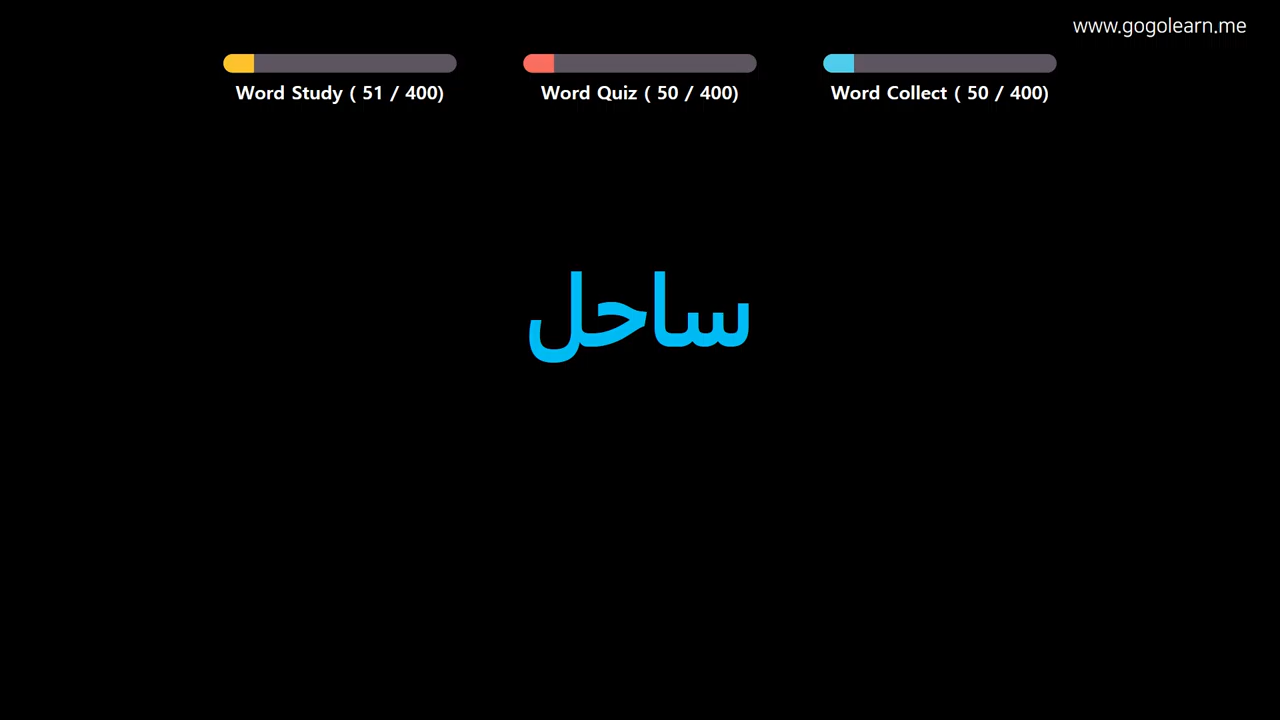 www.gogolearn.me
Word Study ( 51 / 400)
Word Quiz ( 50 / 400)
Word Collect ( 50 / 400)
ساحل